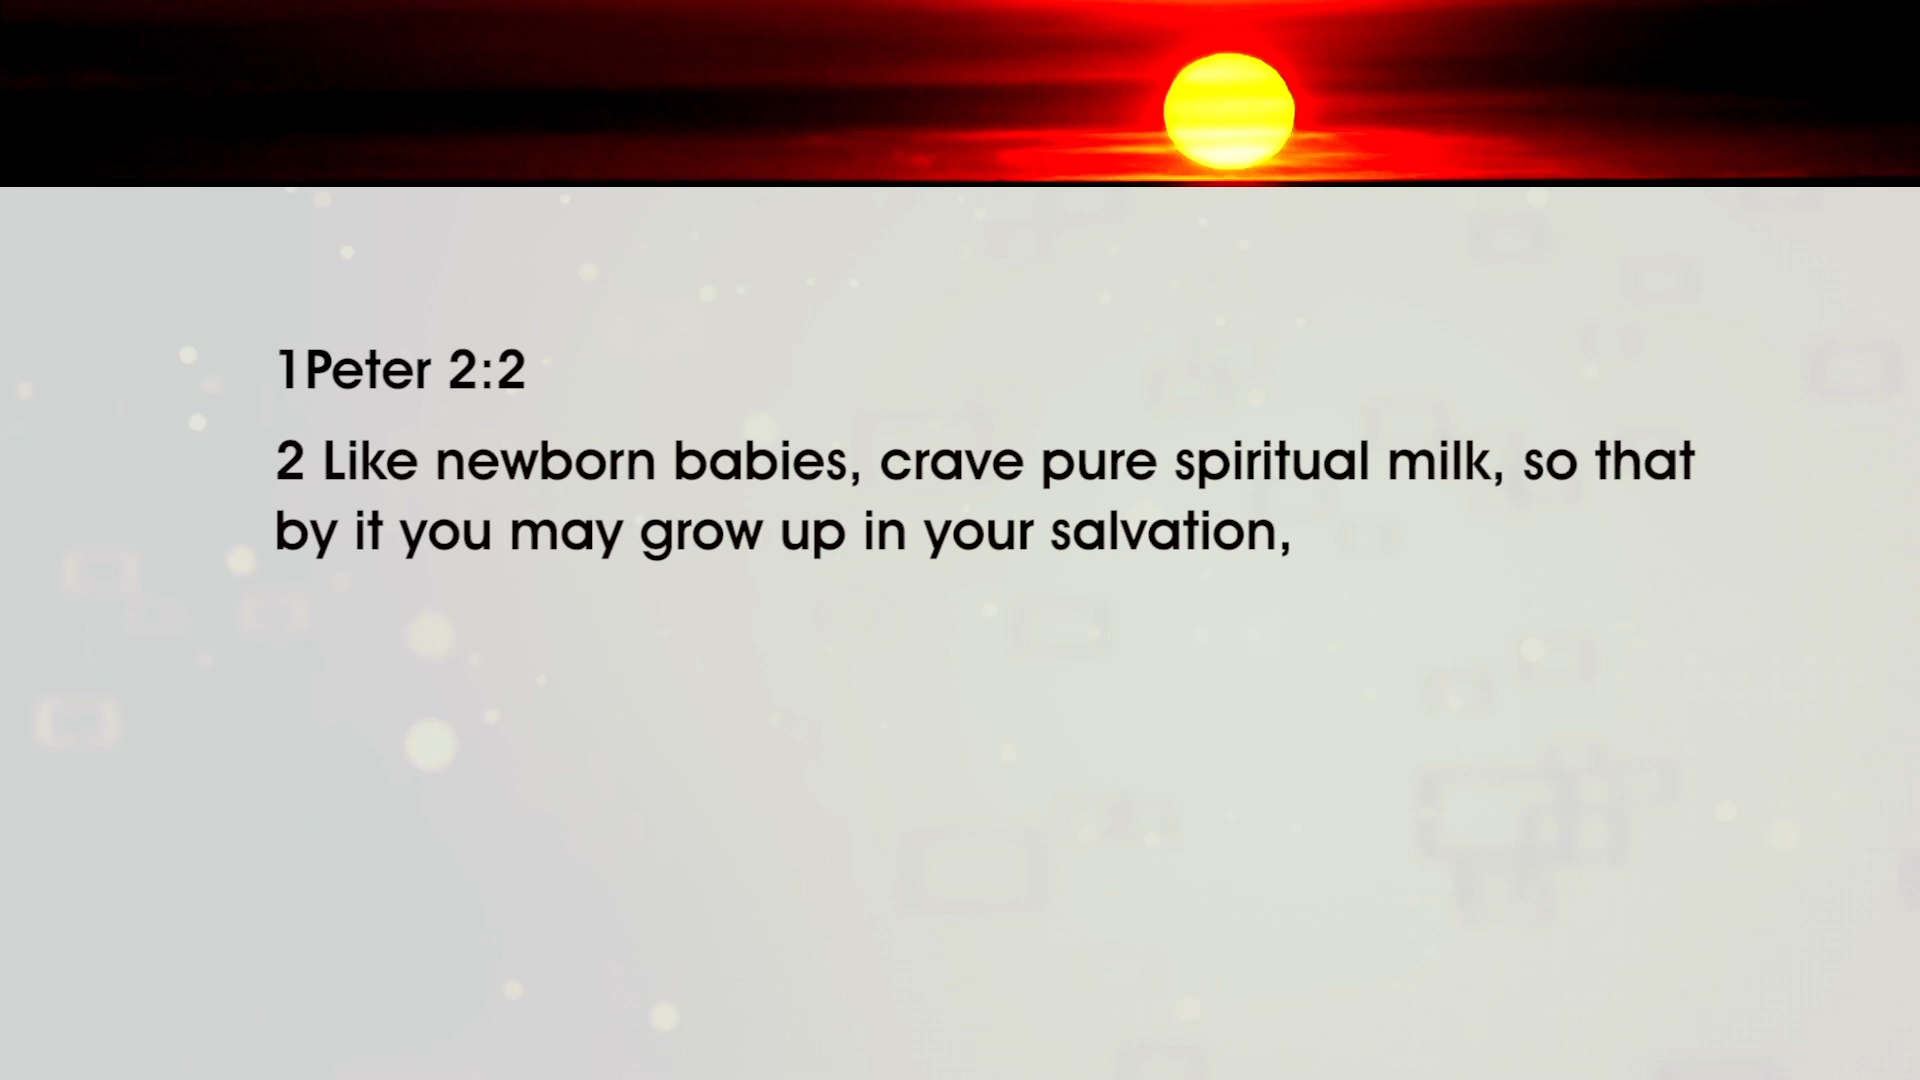 1Peter 2:2
2 Like newborn babies, crave pure spiritual milk, so that
by it you may grow up in your salvation,